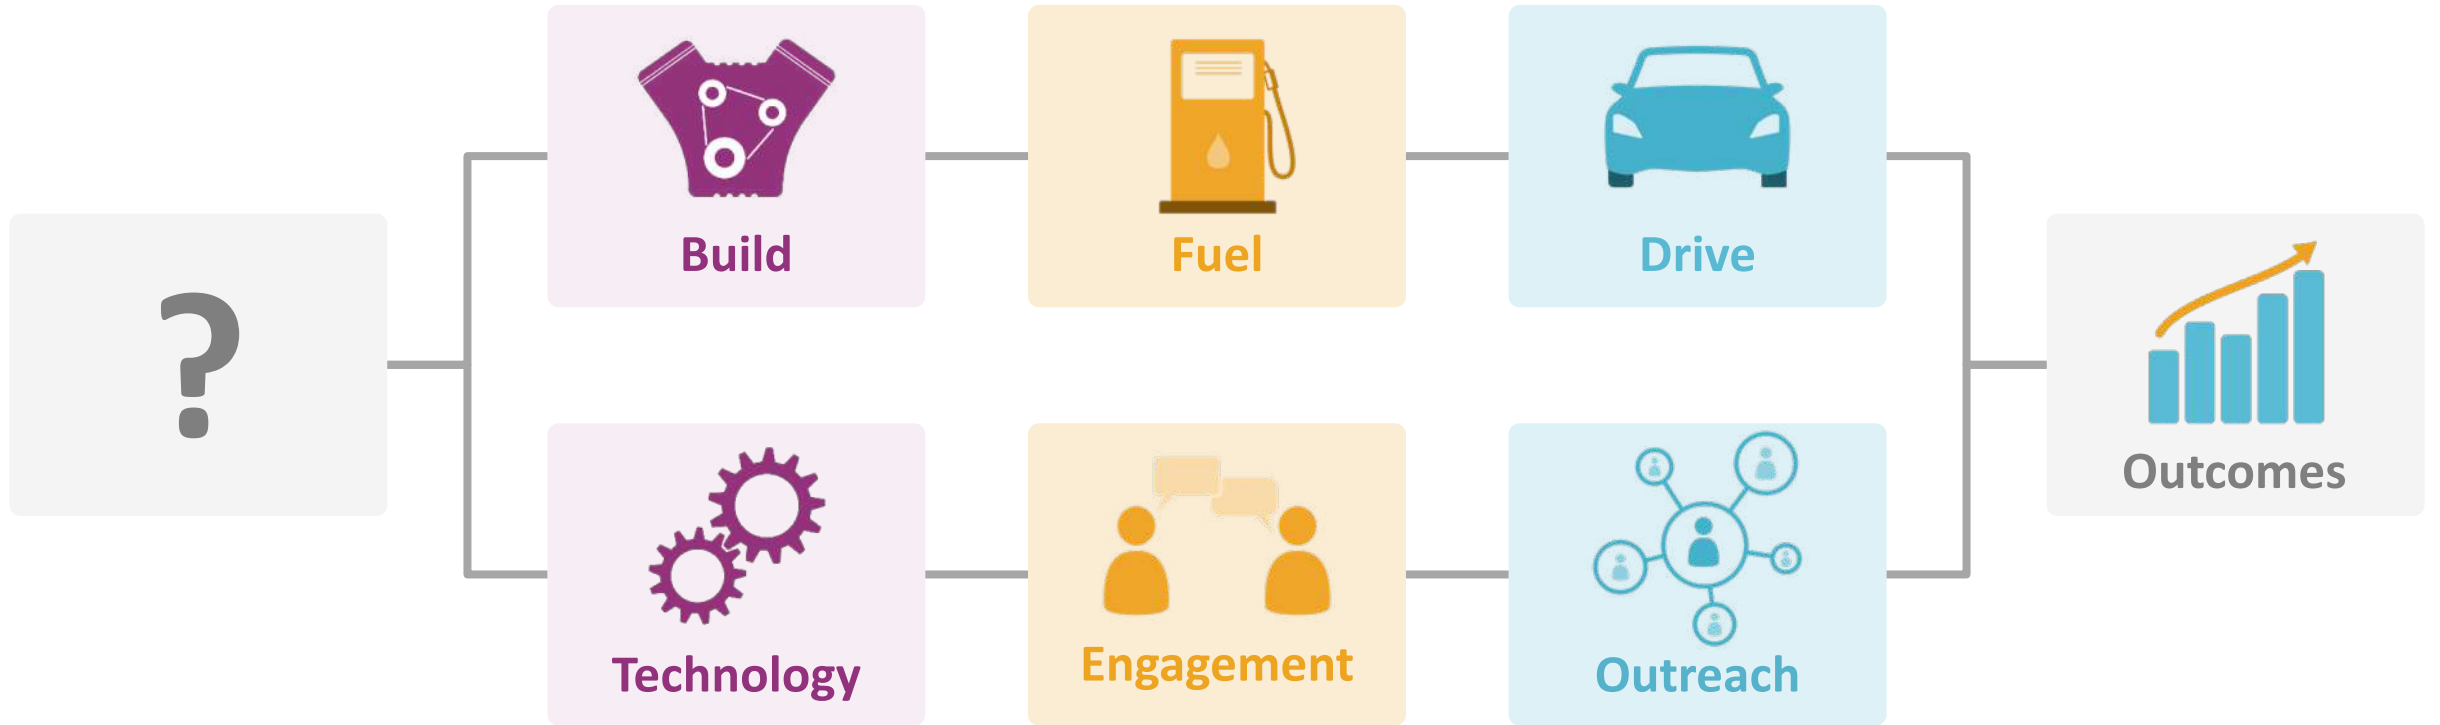 ?
Build
Fuel
Drive
Technology
Engagement
Outreach
Outcomes